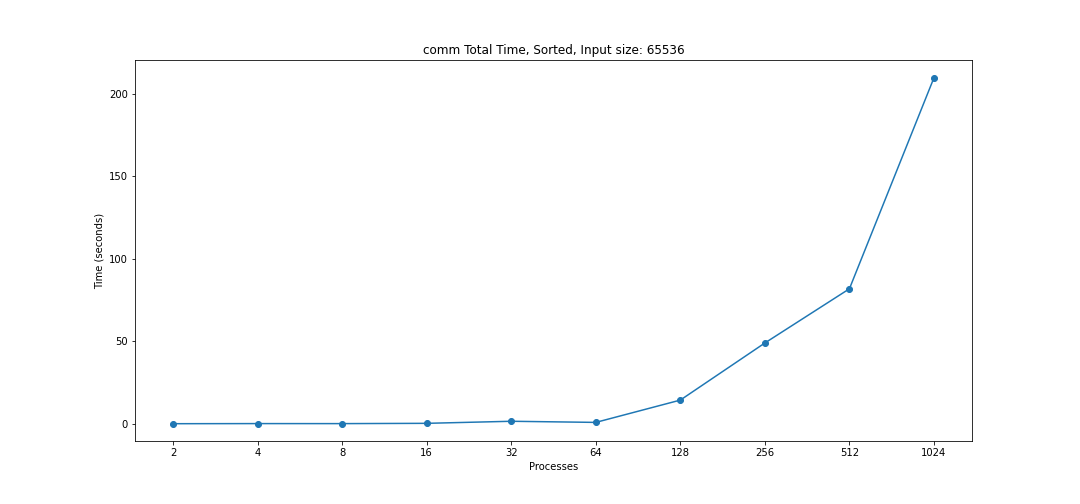 comm Total Time, Sorted, Input size: 65536
Time (seconds)
200
150
100
50
0
2 4 8 16 32 64 128 256 512 1024
Processes